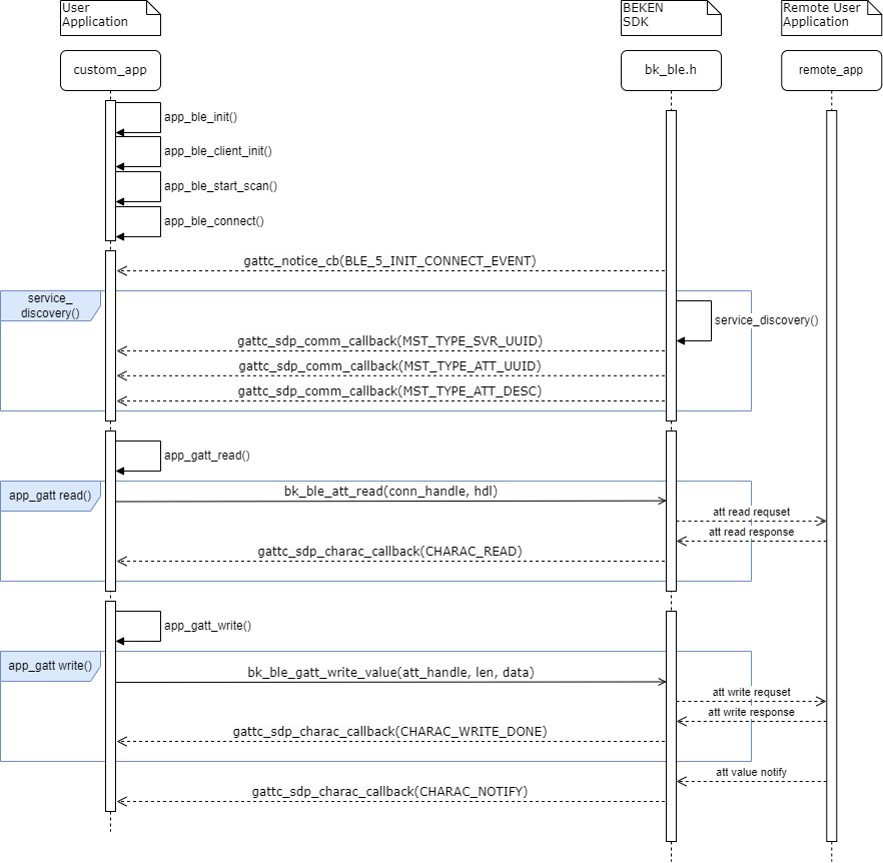 User
Application
BEKEN
SDK
Remote User
Application
custom_app
bk_ble.h
remote_app
app_ble_init()
app_ble_client_init()
app_ble_start_scan()
app_ble_connect()
gattc_notice_cb(BLE_5_INIT_CONNECT_EVENT)
service_
discovery()
service_discovery()
gattc_sdp_comm_callback(MST_TYPE_SVR_UUID)
gattc_sdp_comm_callback(MST_TYPE_ATT_UUID)
gattc_sdp_comm_callback(MST_TYPE_ATT_DESC)
app_gatt_read()
app_gatt read()
bk_ble_att_read(conn_handle, hdl)
att read requset
att read response
gattc_sdp_charac_callback(CHARAC_READ)
app_gatt_write()
app_gatt write()
bk_ble_gatt_write_value(att_handle, len, data)
att write requset
att write response
gattc_sdp_charac_callback(CHARAC_WRITE_DONE)
att value notify
gattc_sdp_charac_callback(CHARAC_NOTIFY)